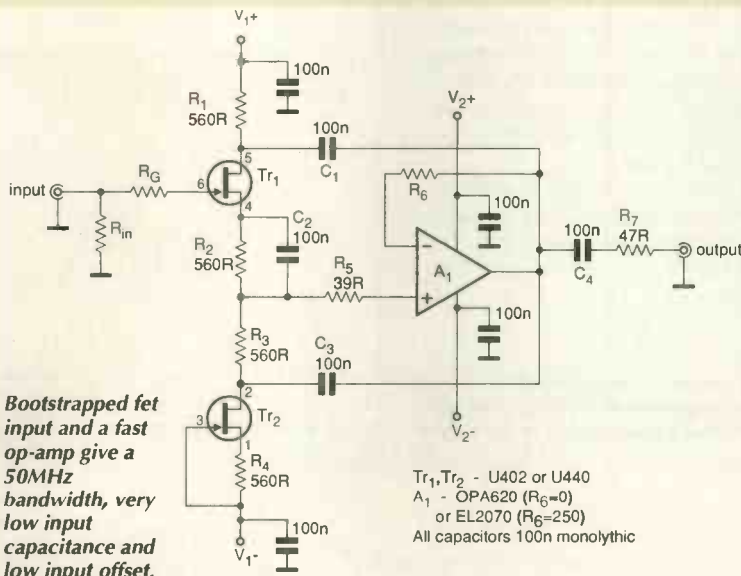 V1+
100n
R1
560R
100n
V2+
5
C1
Tr1
input
RG
6
4
Rin
C2
100n
R2
560R
R5
39R
R6
100n
−
A1
+
100n
R7
47R
C4
output
100n
R3
560R
C3
100n
2
3
Tr2
1
R4
560R
V2-
100n
V1-
Bootstrapped fet
input and a fast
op-amp give a
50MHz
bandwidth, very
low input
capacitance and
low input offset.
Tr1,Tr2 - U402 or U440
A1 - OPA620 (R6=0)
or EL2070 (R6=250)
All capacitors 100n monolythic